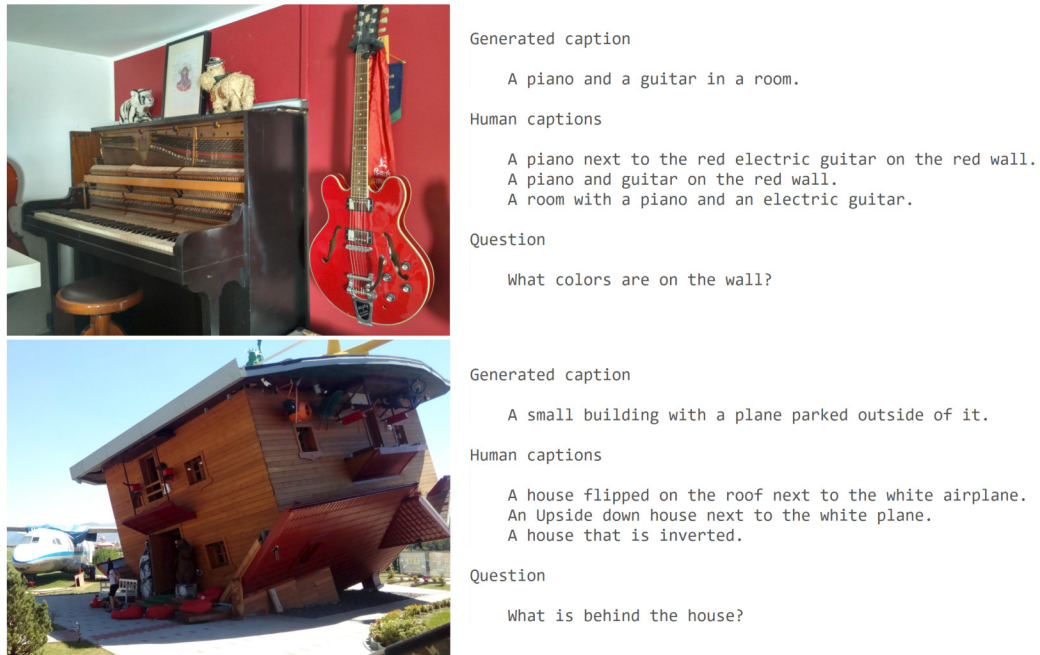 Generated caption
A piano and a guitar in a room.
Human captions
A piano next to the red electric guitar on the red wall.
A piano and guitar on the red wall.
A room with a piano and an electric guitar.
Question
What colors are on the wall?
Generated caption
A small building with a plane parked outside of it.
Human captions
A house flipped on the roof next to the white airplane.
An Upside down house next to the white plane.
A house that is inverted.
Question
What is behind the house?